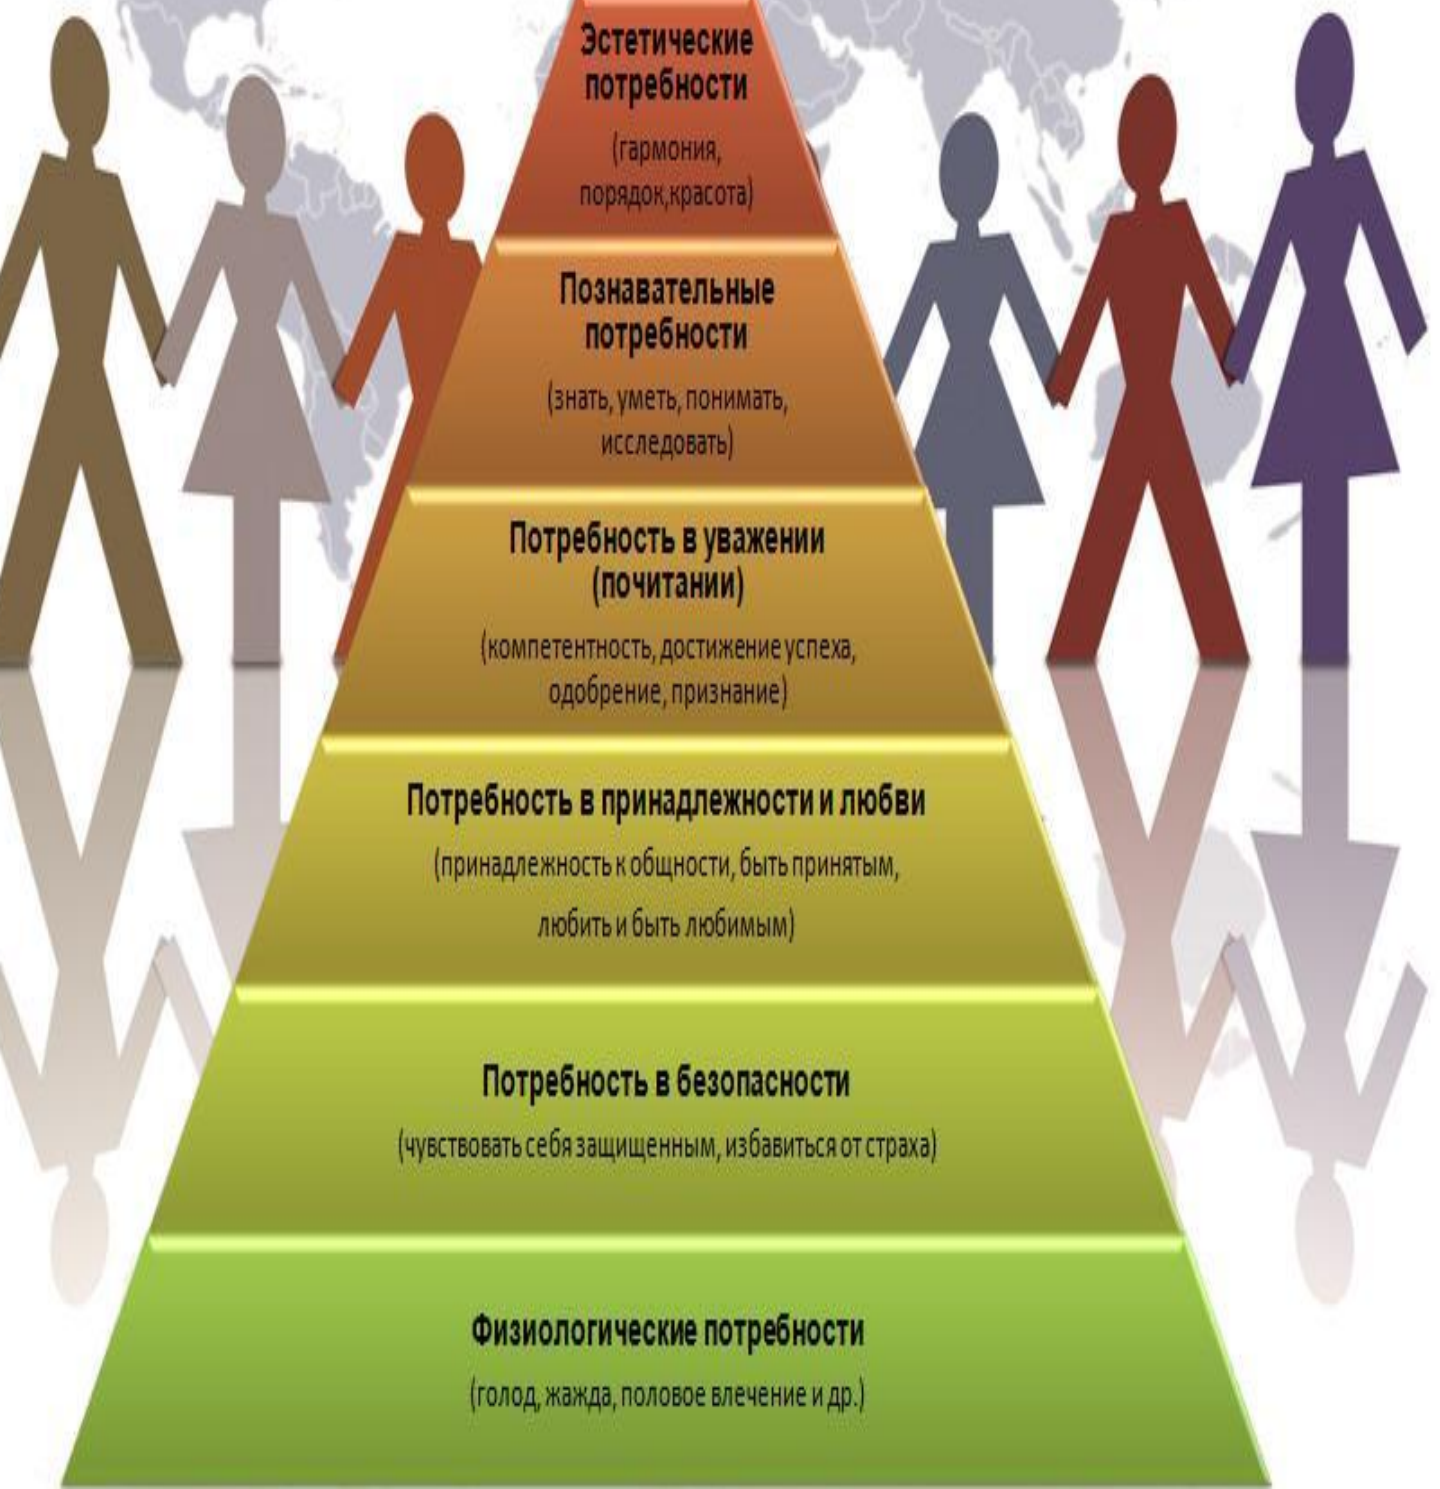 Эстетические
потребности
(гармония,
порядок,красота)
Познавательные
потребности
(знать, уметь, понимать,
исследовать)
Потребность в уважении
(почитании)
(компетентность, достижение успеха,
одобрение, признание)
Потребность в принадлежности и любви
(принадлежность к общности, быть принятым,
любить и быть любимым)
Потребность в безопасности
(чувствовать себя защищенным, избавиться от страха)
Физиологические потребности
(голод, жажда, половое влечение и др.)